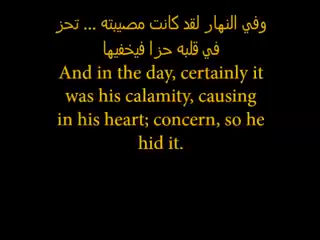 وفي النهار لقد كانت مصيبته ... تحز
في قلبه حزا فيخفيها
And in the day, certainly it
was his calamity, causing
in his heart; concern, so he
hid it.